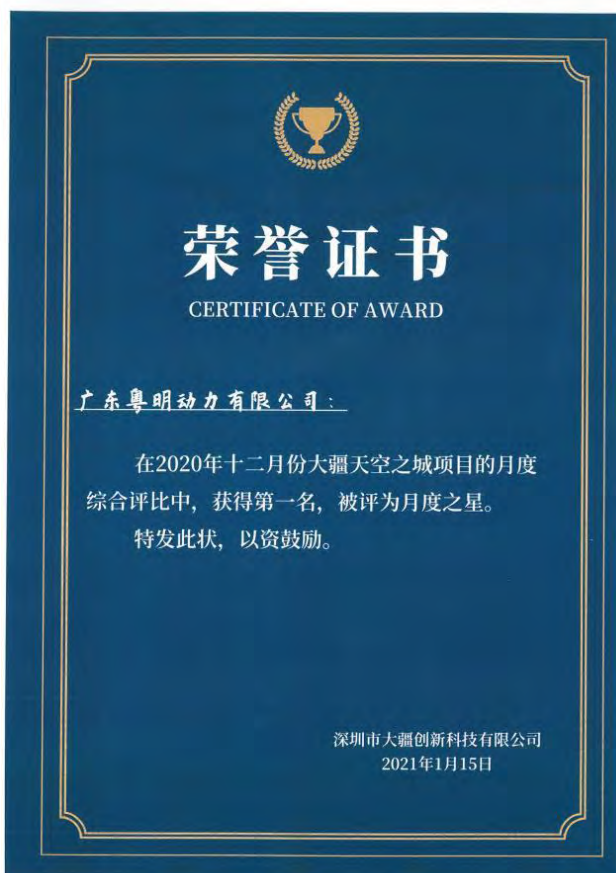 荣誉证书
CERTIFICATE OF AWARD
广东粤明动力有限公司：
在2020年十二月份大疆天空之城项目的月度
综合评比中，获得第一名，被评为月度之星。
特发此状，以资鼓励。
深圳市大疆创新科技有限公司
2021年1月15日